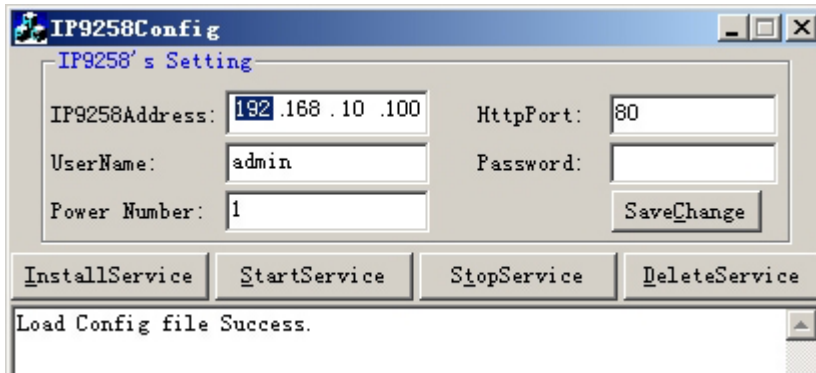 IP9258Config
IP9258's Setting
IP9258Address: 192 .168 . 10 .100 HttpPort: 80
UserName: admin Password:
Power Number: 1 SaveChange
InstallService StartService StopService DeleteService
Load Config file Success.